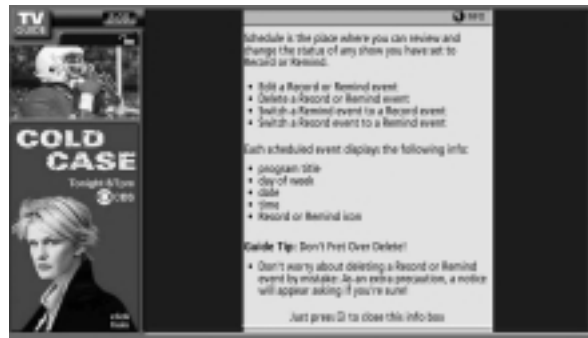 TV
GUIDE
INFO
Schedule is the place where you can review and
change the status of any show you have set to
Record or Remind.
• Edit a Record or Remind event
• Delete a Record or Remind event
• Switch a Remind event to a Record event
• Switch a Record event to a Remind event
Each scheduled event displays the following info:
• program title
• day of week
• date
• time
• Record or Remind icon
Guide Tip: Don't Fret Over Delete!
• Don't worry about deleting a Record or Remind
event by mistake. As an extra precaution, a notice
will appear asking if you're sure!
Just press to close this info box
COLD
CASE
Tonight 8/7pm
CBS